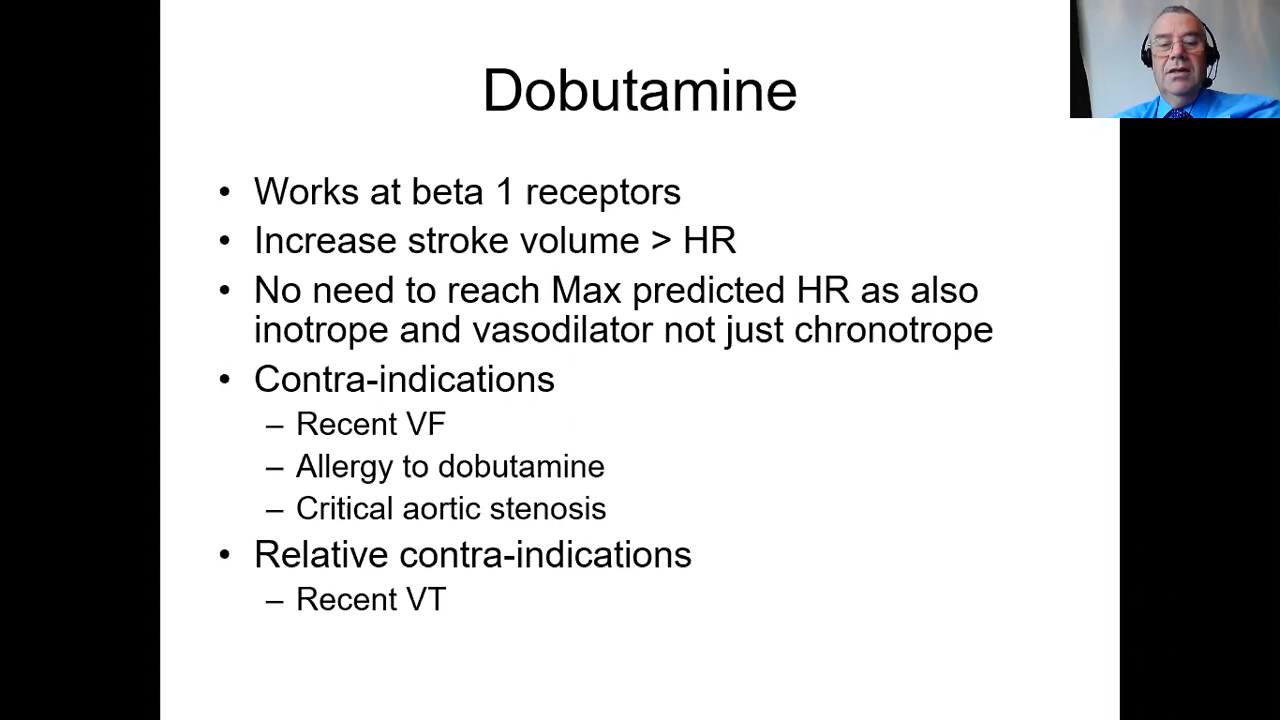 Dobutamine
• Works at beta 1 receptors
• Increase stroke volume > HR
• No need to reach Max predicted HR as also
inotrope and vasodilator not just chronotrope
• Contra-indications
– Recent VF
– Allergy to dobutamine
– Critical aortic stenosis
• Relative contra-indications
– Recent VT